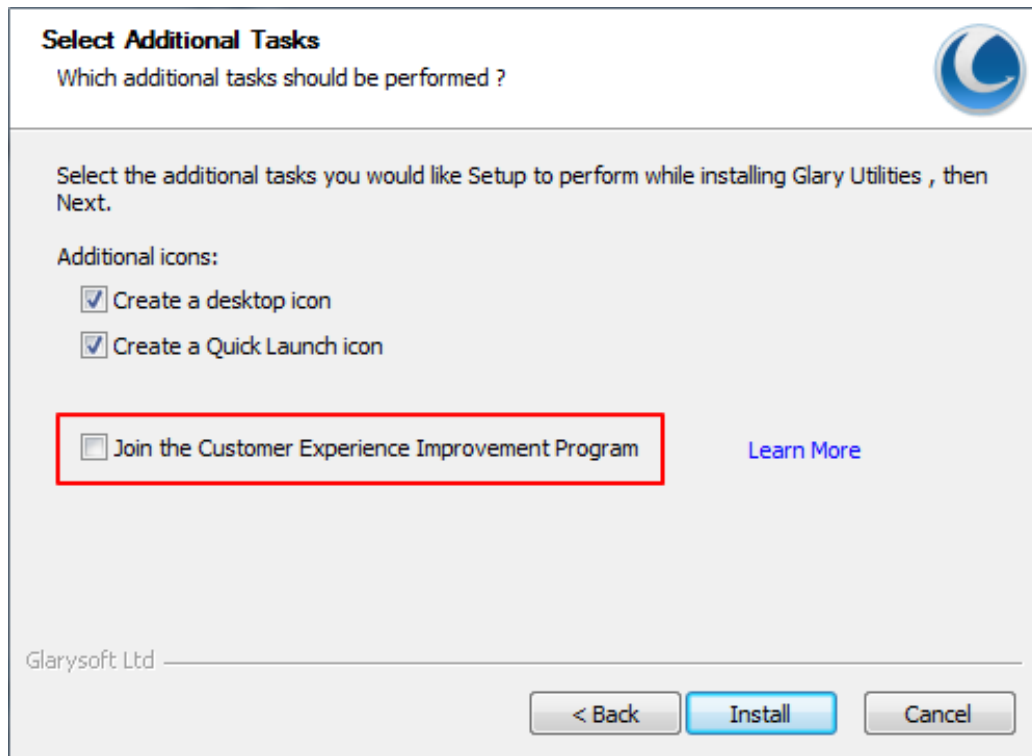 Select Additional Tasks
Which additional tasks should be performed ?
Select the additional tasks you would like Setup to perform while installing Glary Utilities , then
Next.
Additional icons:
Create a desktop icon
Create a Quick Launch icon
Join the Customer Experience Improvement Program
Learn More
Glarysoft Ltd
< Back
Install
Cancel